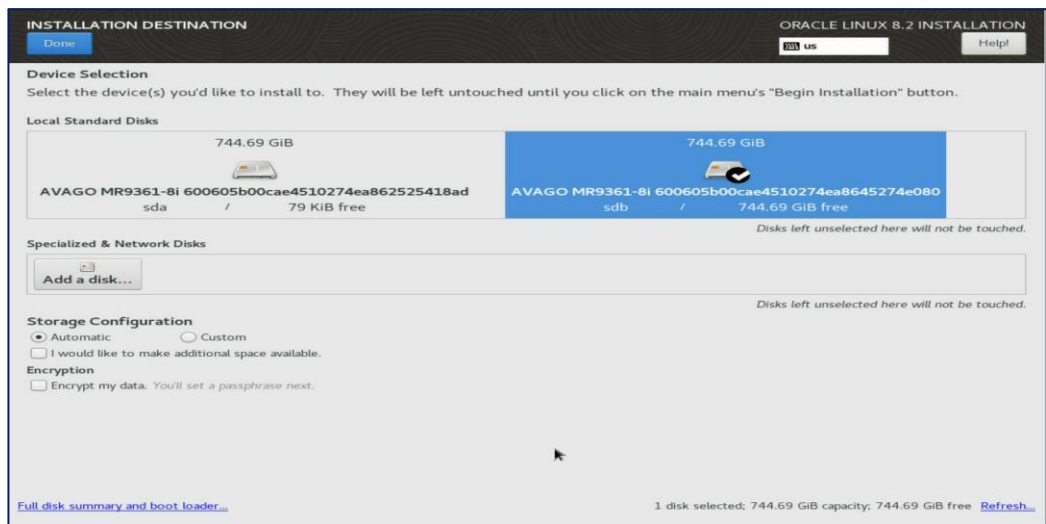 INSTALLATION DESTINATION
ORACLE LINUX 8.2 INSTALLATION
Done
us
Help!
Device Selection
Select the device(s) you'd like to install to. They will be left untouched until you click on the main menu's "Begin Installation" button.
Local Standard Disks
744.69 GiB
AVAGO MR9361-8i 600605b00cae4510274ea862525418ad
sda / 79 KiB free
744.69 GiB
AVAGO MR9361-8i 600605b00cae4510274ea8645274e080
sdb / 744.69 GiB free
Disks left unselected here will not be touched.
Specialized & Network Disks
Add a disk...
Disks left unselected here will not be touched.
Storage Configuration
Automatic Custom
I would like to make additional space available.
Encryption
Encrypt my data. You'll set a passphrase next.
Full disk summary and boot loader...
1 disk selected; 744.69 GiB capacity; 744.69 GiB free Refresh...